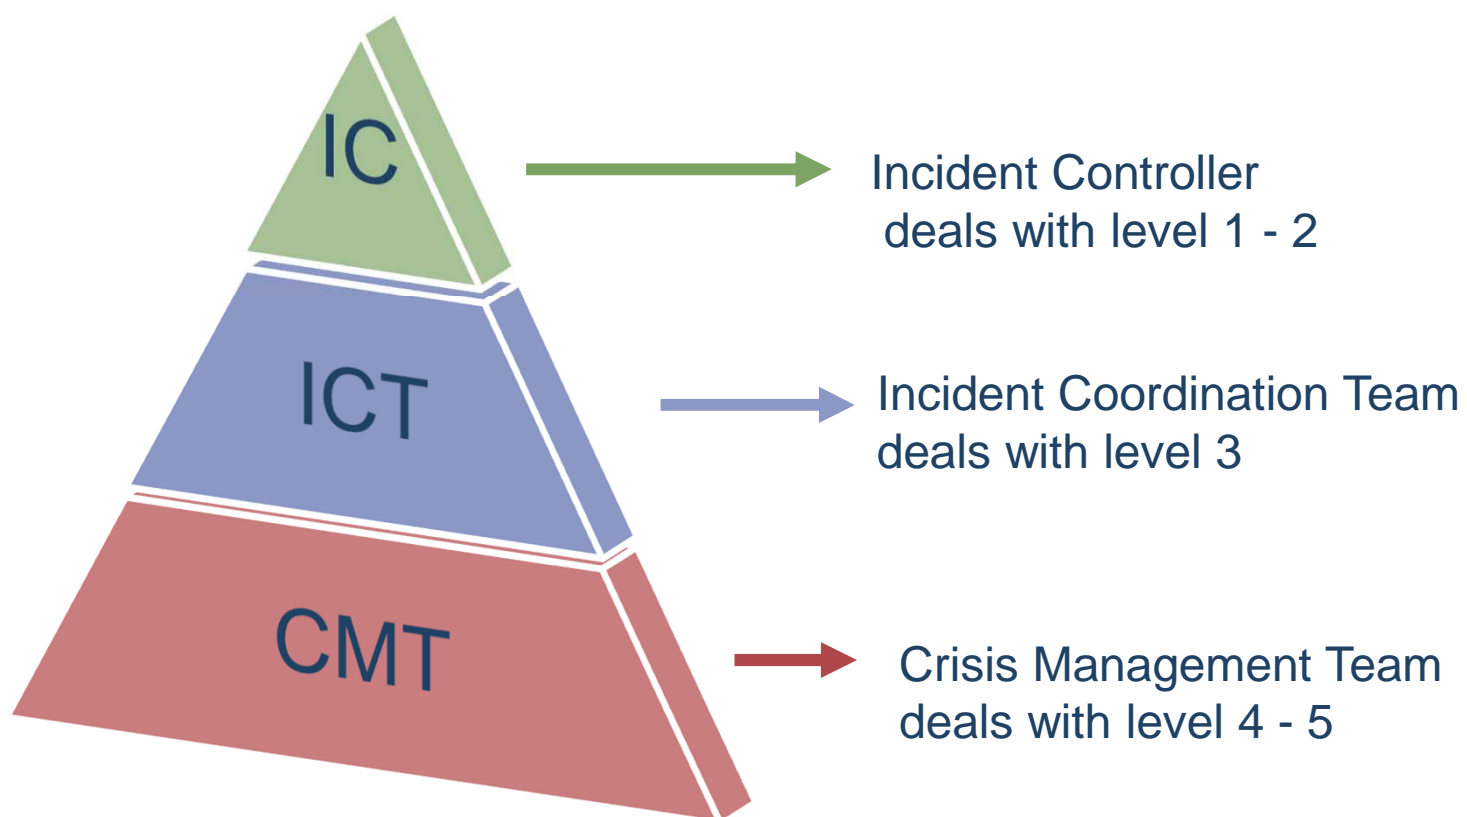 IC
Incident Controller
deals with level 1 - 2
ICT
Incident Coordination Team
deals with level 3
CMT
Crisis Management Team
deals with level 4 - 5